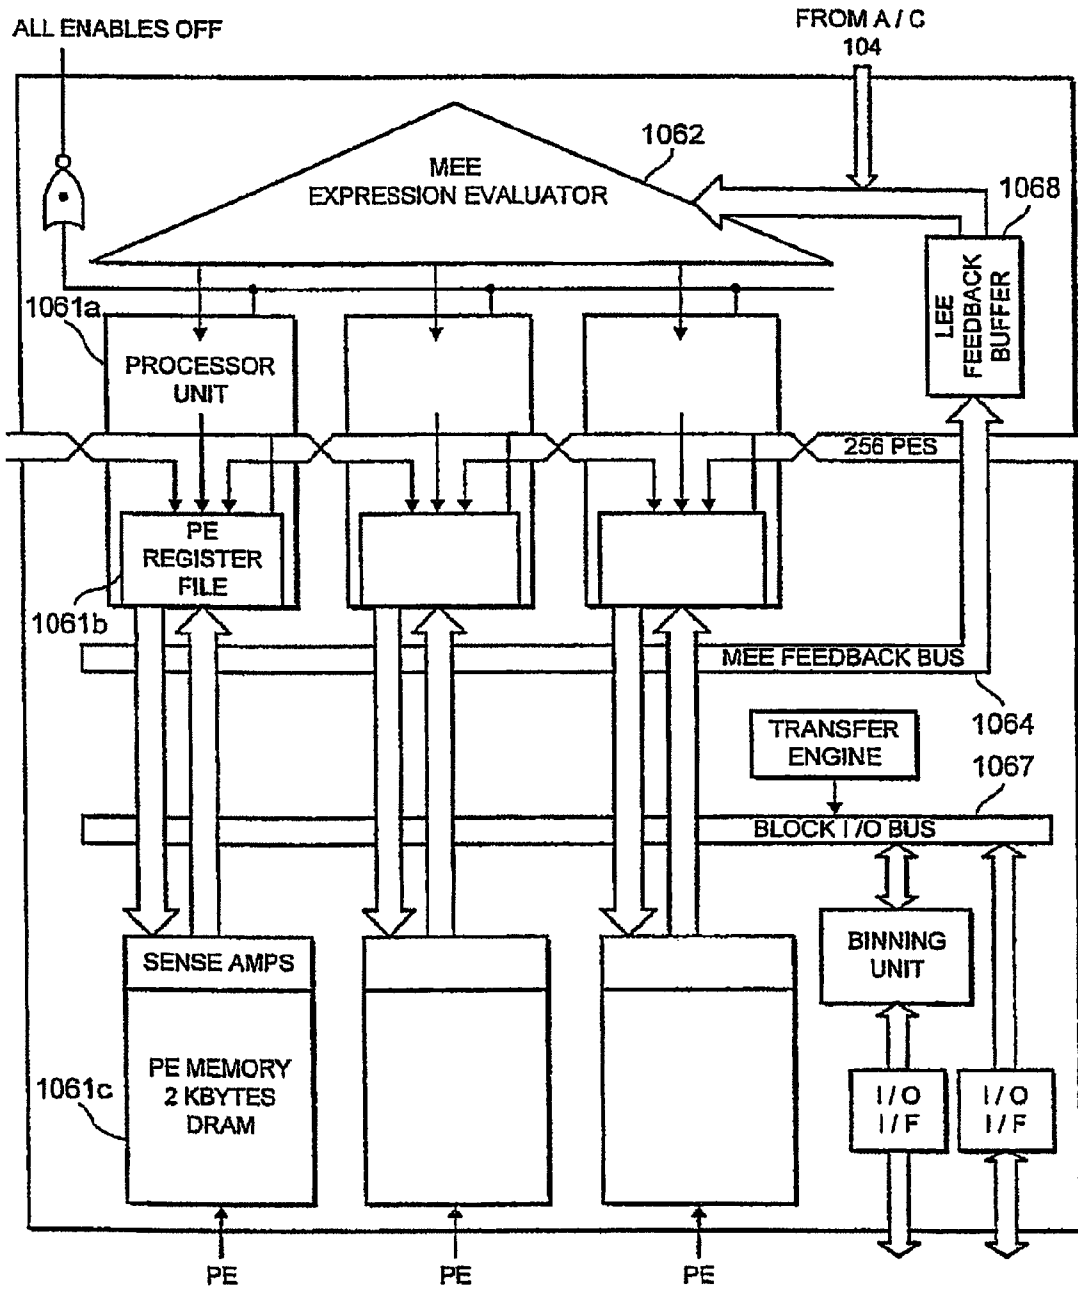 ALL ENABLES OFF
FROM A / C
104
1062
MEE
EXPRESSION EVALUATOR
1068
LEE
FEEDBACK
BUFFER
1061a
PROCESSOR
UNIT
256 PES
PE
REGISTER
FILE
1061b
MEE FEEDBACK BUS
1064
TRANSFER
ENGINE
1067
BLOCK I / O BUS
BINNING
UNIT
SENSE AMPS
PE MEMORY
2 KBYTES
DRAM
1061c
I / O
I / F
I / O
I / F
PE
PE
PE